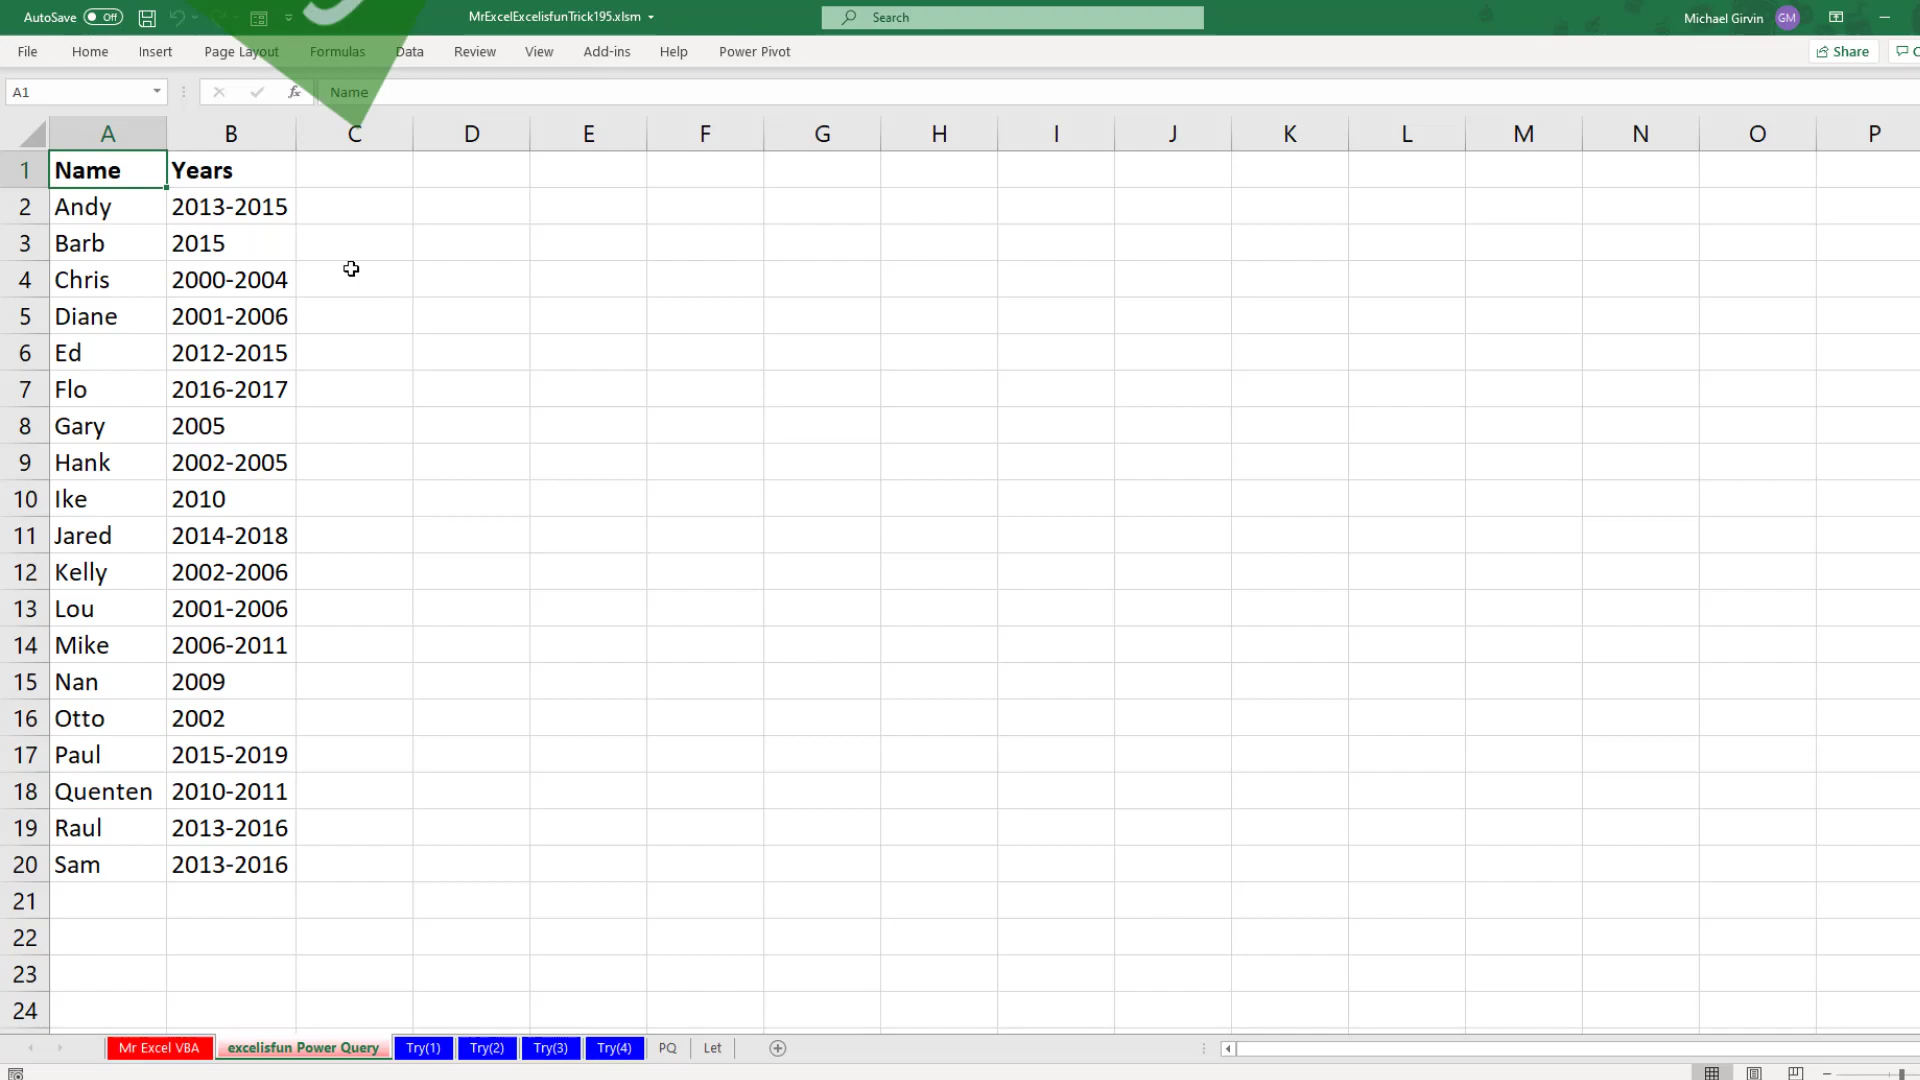 AutoSave Off MrExcelExcelisfunTrick195.xlsm Search Michael Girvin GM
File Home Insert Page Layout Formulas Data Review View Add-ins Help Power Pivot Share
A1 fx Name
A B C D E F G H I J K L M N O P
1 Name Years
2 Andy 2013-2015
3 Barb 2015
4 Chris 2000-2004
5 Diane 2001-2006
6 Ed 2012-2015
7 Flo 2016-2017
8 Gary 2005
9 Hank 2002-2005
10 Ike 2010
11 Jared 2014-2018
12 Kelly 2002-2006
13 Lou 2001-2006
14 Mike 2006-2011
15 Nan 2009
16 Otto 2002
17 Paul 2015-2019
18 Quenten 2010-2011
19 Raul 2013-2016
20 Sam 2013-2016
21
22
23
24
Mr Excel VBA excelisfun Power Query Try(1) Try(2) Try(3) Try(4) PQ Let